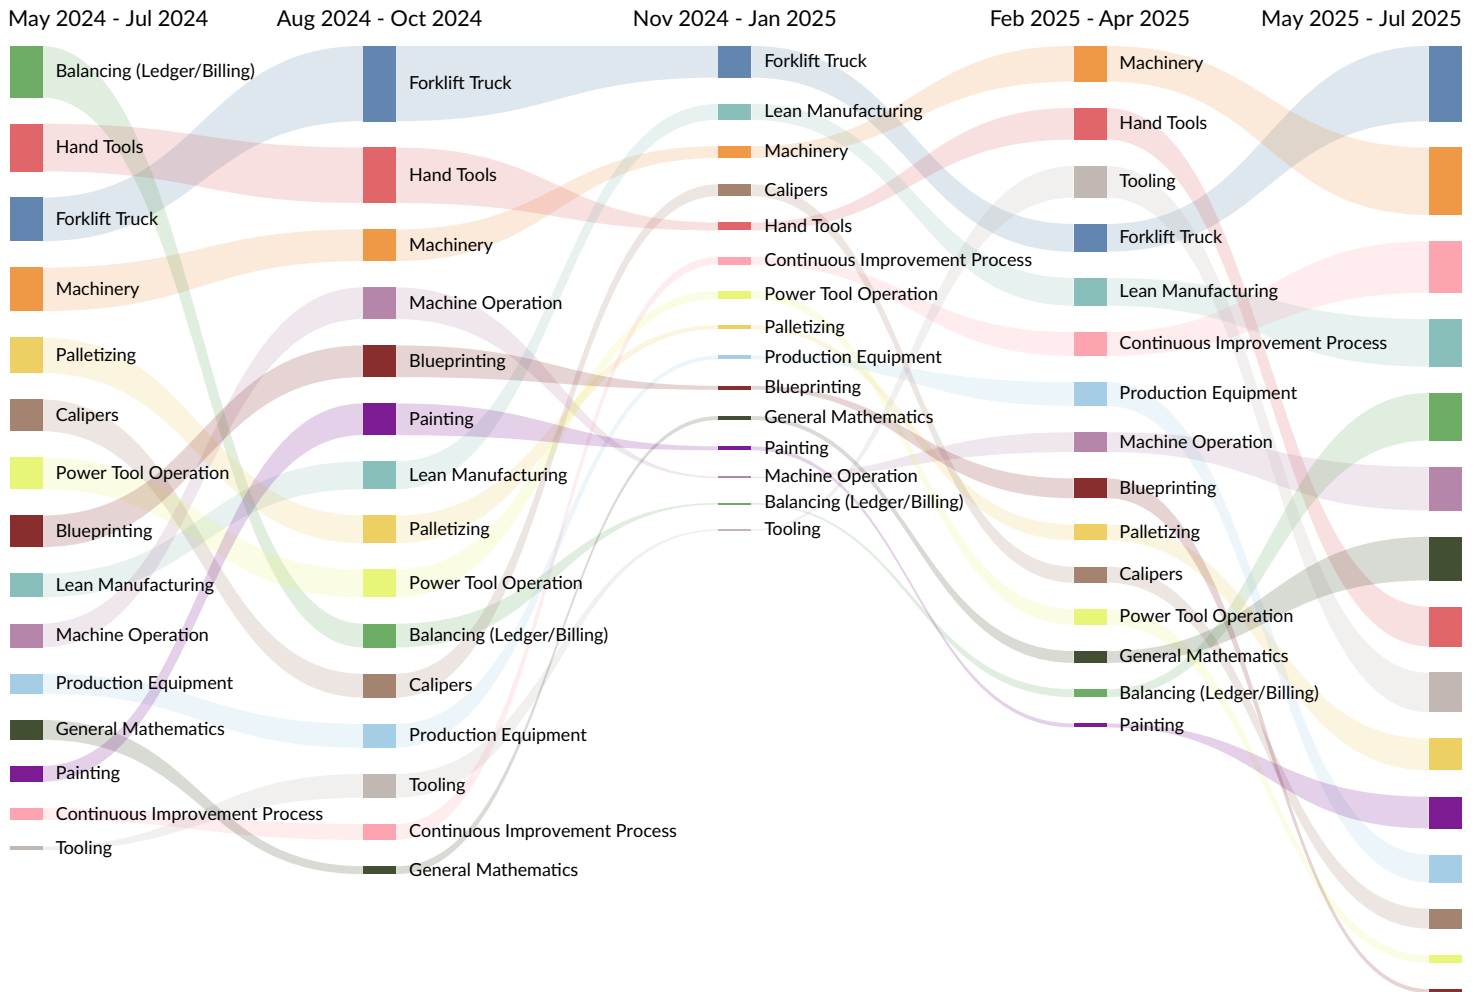 May 2024 - Jul 2024
Aug 2024 - Oct 2024
Nov 2024 - Jan 2025
Feb 2025 - Apr 2025
May 2025 - Jul 2025
Balancing (Ledger/Billing)
Hand Tools
Forklift Truck
Machinery
Palletizing
Calipers
Power Tool Operation
Blueprinting
Lean Manufacturing
Machine Operation
Production Equipment
General Mathematics
Painting
Continuous Improvement Process
Tooling
Forklift Truck
Hand Tools
Machinery
Machine Operation
Blueprinting
Painting
Lean Manufacturing
Palletizing
Power Tool Operation
Balancing (Ledger/Billing)
Calipers
Production Equipment
Tooling
Continuous Improvement Process
General Mathematics
Forklift Truck
Lean Manufacturing
Machinery
Calipers
Hand Tools
Continuous Improvement Process
Power Tool Operation
Palletizing
Production Equipment
Blueprinting
General Mathematics
Painting
Machine Operation
Balancing (Ledger/Billing)
Tooling
Machinery
Hand Tools
Tooling
Forklift Truck
Lean Manufacturing
Continuous Improvement Process
Production Equipment
Machine Operation
Blueprinting
Palletizing
Calipers
Power Tool Operation
General Mathematics
Balancing (Ledger/Billing)
Painting